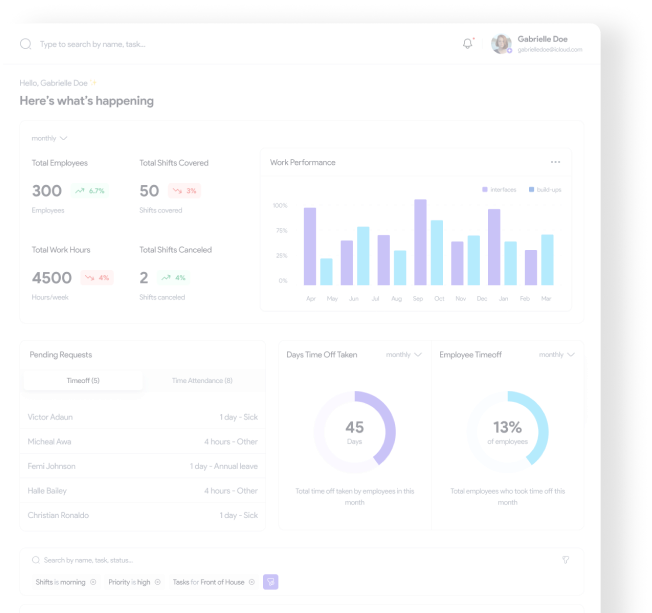 Type to search by name, task...
Gabrielle Doe
gabrielledoe@icloud.com
Hello, Gabrielle Doe ✨
Here's what's happening
monthly
Total Employees
300 6.7%
Employees
Total Shifts Covered
50 3%
Shifts covered
Total Work Hours
4500 4%
Hours/week
Total Shifts Canceled
2 4%
Shifts canceled
Work Performance
interfaces build-ups
100%
75%
25%
0%
Apr May Jun Jul Aug Sep Oct Nov Dec Jan Feb Mar
Pending Requests
Timeoff (5) Time Attendance (8)
Victor Adaun 1 day - Sick
Micheal Awa 4 hours - Other
Femi Johnson 1 day - Annual leave
Halle Bailey 4 hours - Other
Christian Ronaldo 1 day - Sick
Days Time Off Taken monthly
45
Days
Total time off taken by employees in this
month
Employee Timeoff monthly
13%
of employees
Total employees who took time off this
month
Search by name, task, status...
Shifts is morning Priority is high Tasks for Front of House